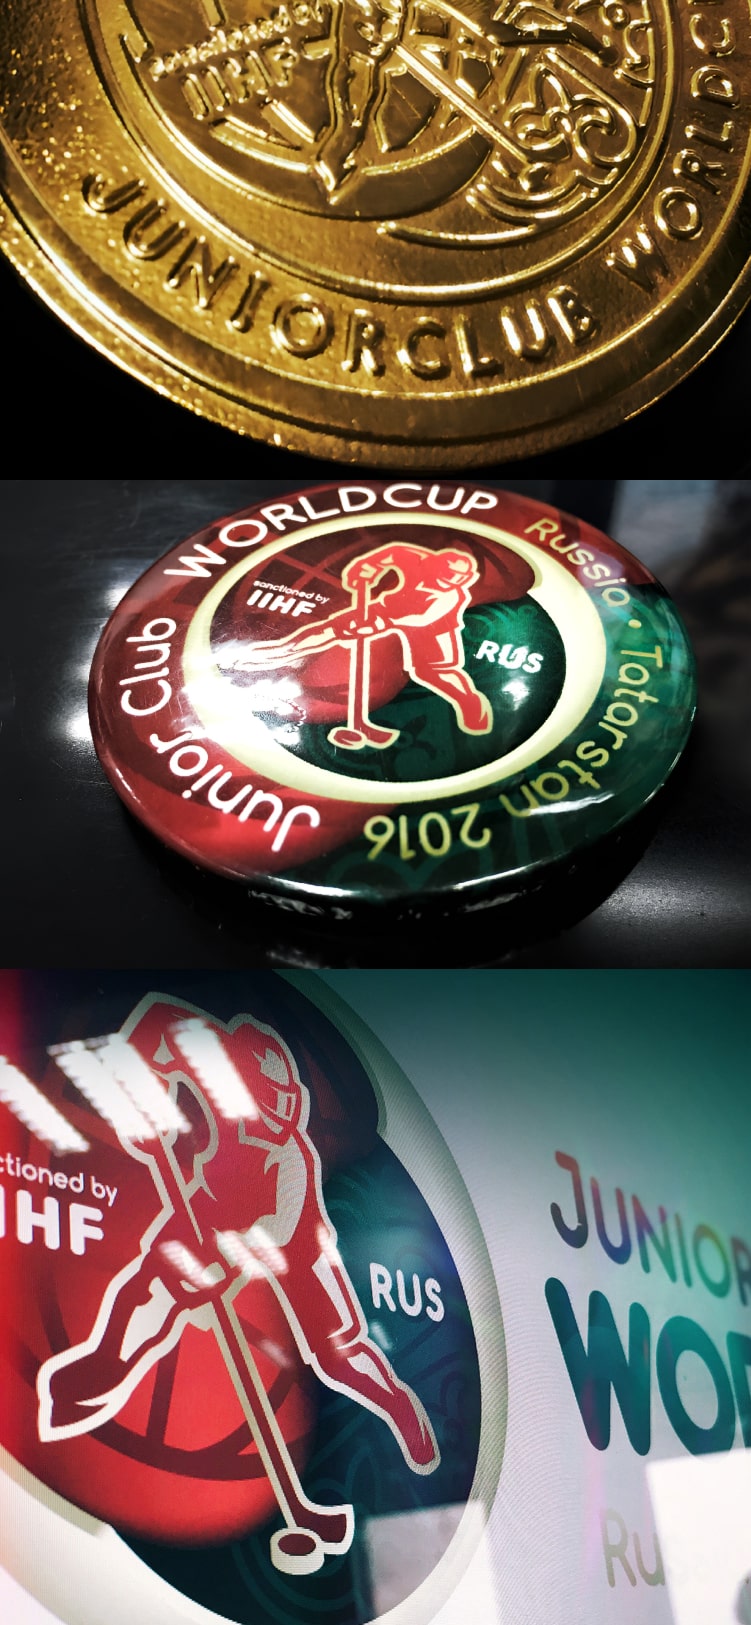 sanctioned by
IIHF
JUNIORCLUB WORLDC
Junior Club WORLDCUP
Russia • Tatarstan 2016
sanctioned by
IIHF
RUS
ctioned by
IHF
RUS
JUNIOR
WOR
Ru